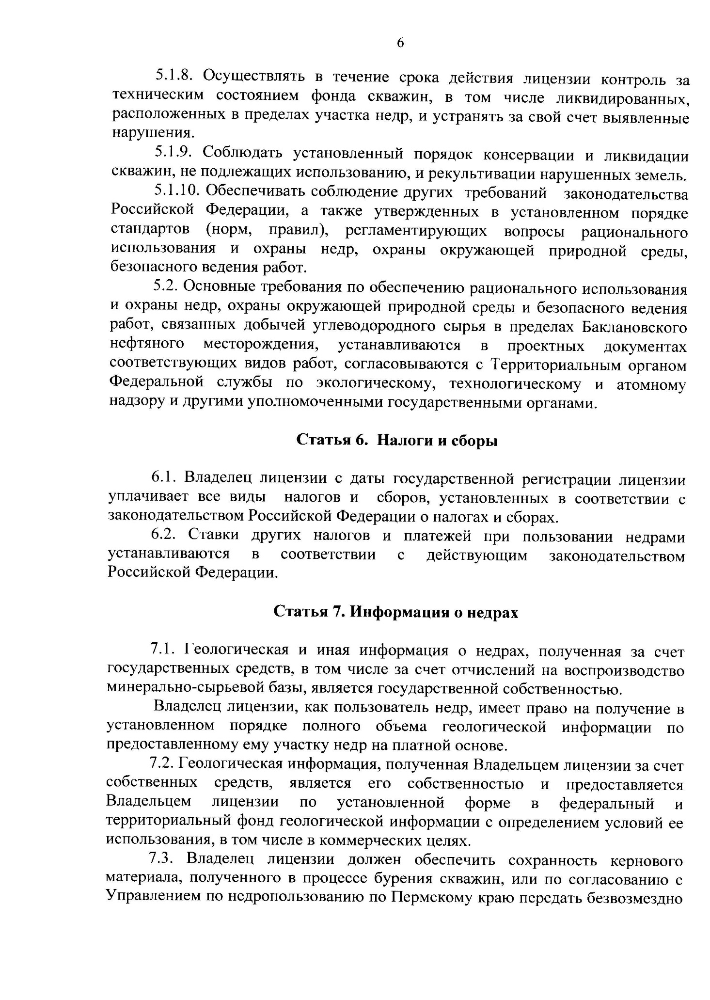 6
5.1.8. Осуществлять в течение срока действия лицензии контроль за
техническим состоянием фонда скважин, в том числе ликвидированных,
расположенных в пределах участка недр, и устранять за свой счет выявленные
нарушения.
5.1.9. Соблюдать установленный порядок консервации и ликвидации
скважин, не подлежащих использованию, и рекультивации нарушенных земель.
5.1.10. Обеспечивать соблюдение других требований законодательства
Российской Федерации, а также утвержденных в установленном порядке
стандартов (норм, правил), регламентирующих вопросы рационального
использования и охраны недр, охраны окружающей природной среды,
безопасного ведения работ.
5.2. Основные требования по обеспечению рационального использования
и охраны недр, охраны окружающей природной среды и безопасного ведения
работ, связанных добычей углеводородного сырья в пределах Баклановского
нефтяного месторождения, устанавливаются в проектных документах
соответствующих видов работ, согласовываются с Территориальным органом
Федеральной службы по экологическому, технологическому и атомному
надзору и другими уполномоченными государственными органами.
Статья 6. Налоги и сборы
6.1. Владелец лицензии с даты государственной регистрации лицензии
уплачивает все виды налогов и сборов, установленных в соответствии с
законодательством Российской Федерации о налогах и сборах.
6.2. Ставки других налогов и платежей при пользовании недрами
устанавливаются в соответствии с действующим законодательством
Российской Федерации.
Статья 7. Информация о недрах
7.1. Геологическая и иная информация о недрах, полученная за счет
государственных средств, в том числе за счет отчислений на воспроизводство
минерально-сырьевой базы, является государственной собственностью.
Владелец лицензии, как пользователь недр, имеет право на получение в
установленном порядке полного объема геологической информации по
предоставленному ему участку недр на платной основе.
7.2. Геологическая информация, полученная Владельцем лицензии за счет
собственных средств, является его собственностью и предоставляется
Владельцем лицензии по установленной форме в федеральный и
территориальный фонд геологической информации с определением условий ее
использования, в том числе в коммерческих целях.
7.3. Владелец лицензии должен обеспечить сохранность кернового
материала, полученного в процессе бурения скважин, или по согласованию с
Управлением по недропользованию по Пермскому краю передать безвозмездно